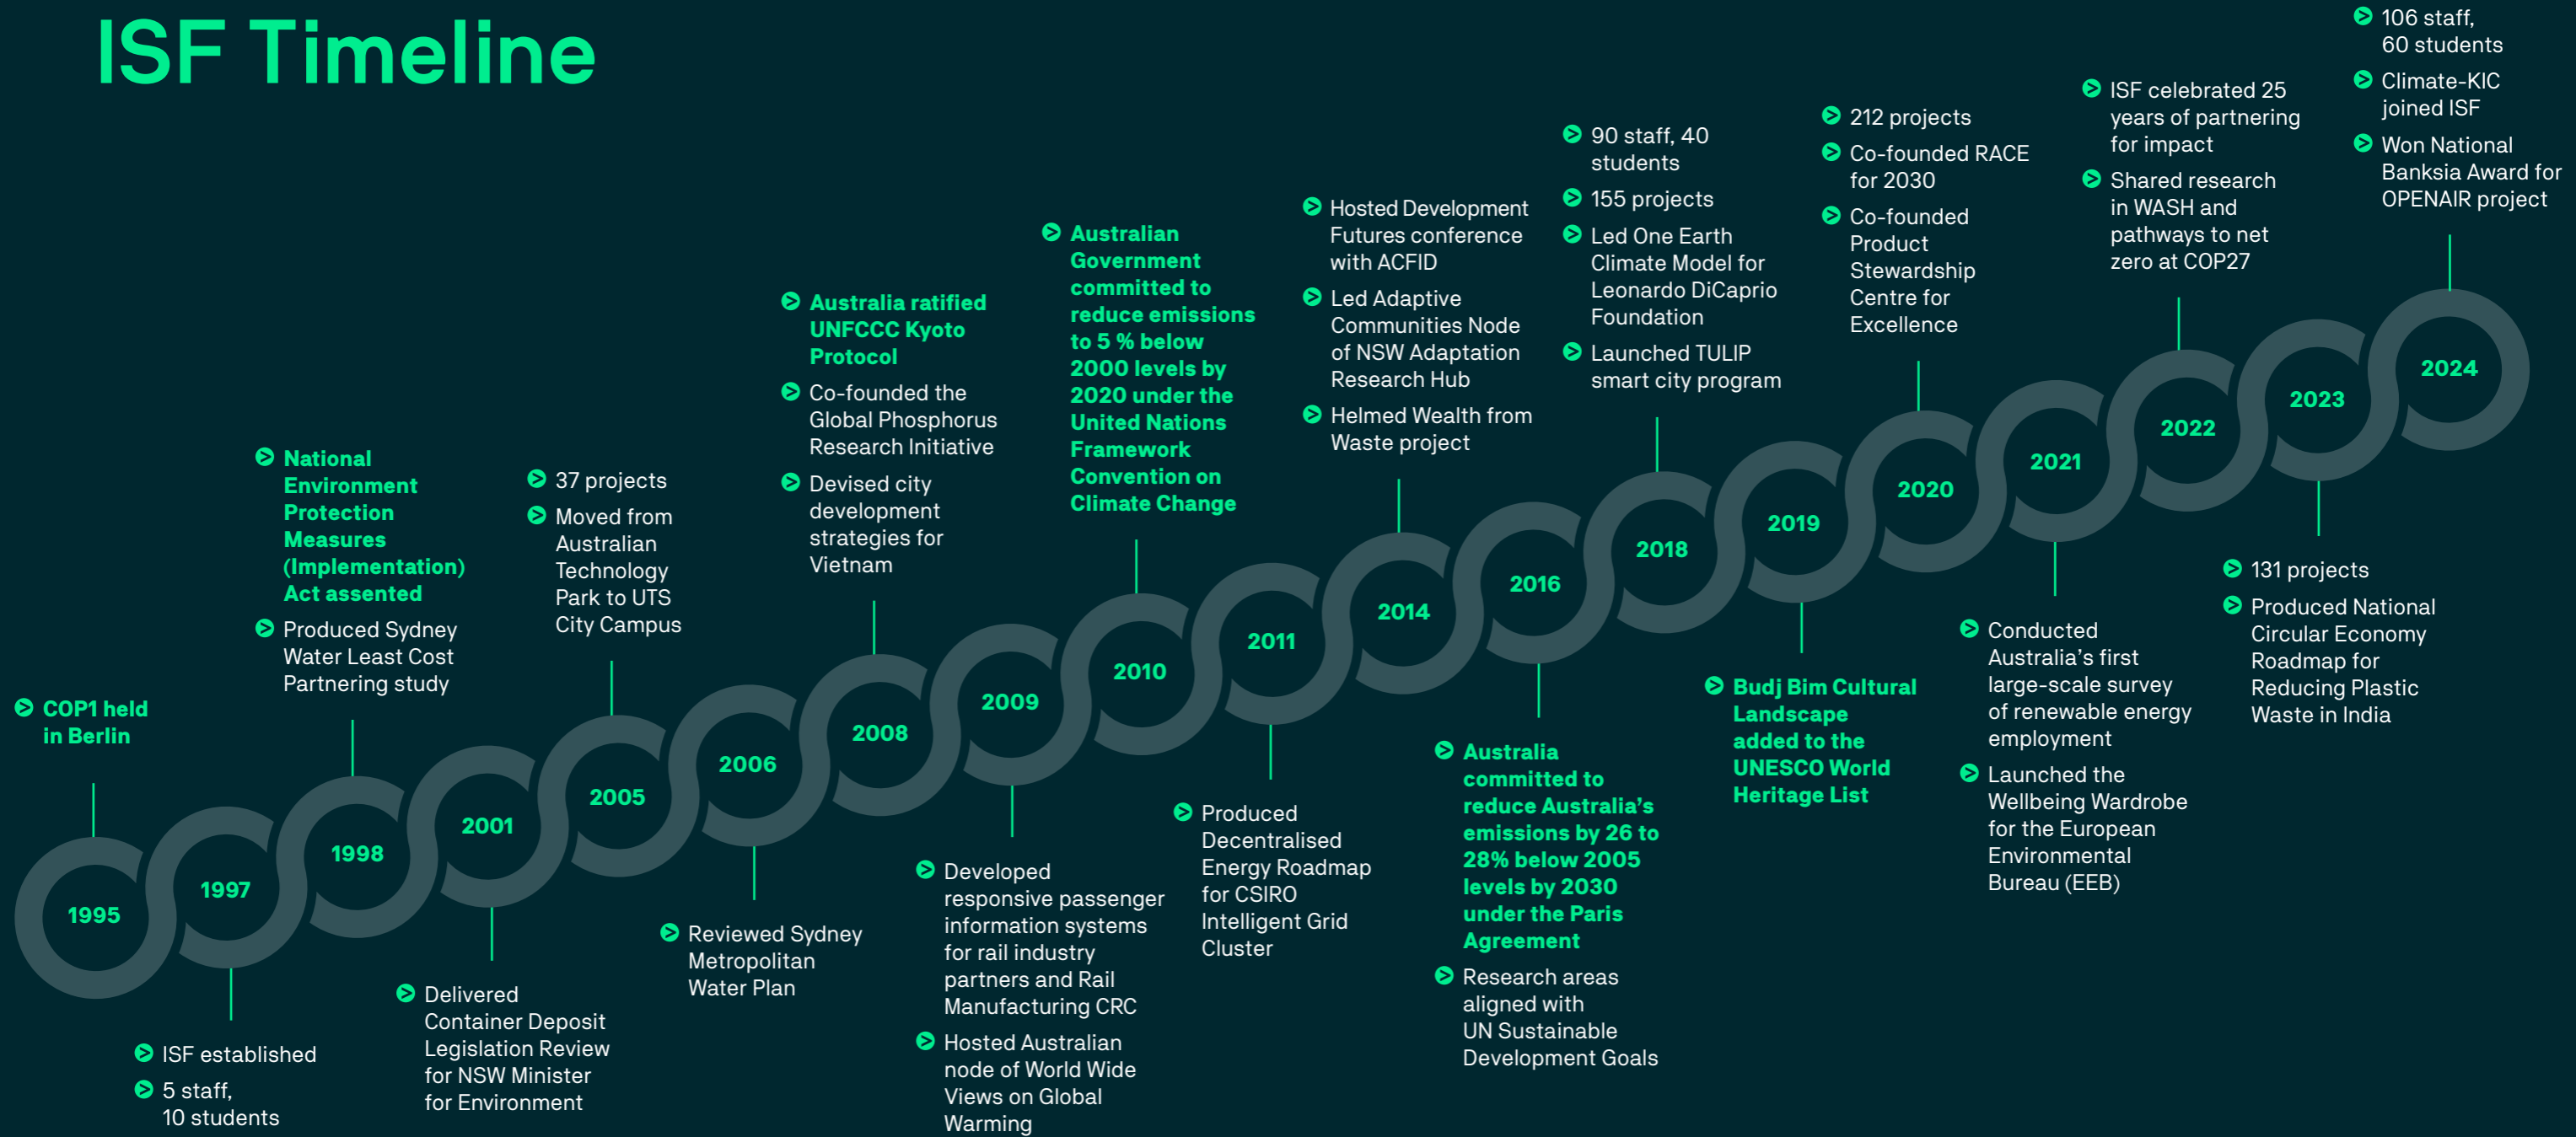 ISF Timeline
COP1 held
in Berlin
1995
1997
ISF established
5 staff,
10 students
National
Environment
Protection
Measures
(Implementation)
Act assented
Produced Sydney
Water Least Cost
Partnering study
1998
2001
Delivered
Container Deposit
Legislation Review
for NSW Minister
for Environment
37 projects
Moved from
Australian
Technology
Park to UTS
City Campus
2005
2006
Reviewed Sydney
Metropolitan
Water Plan
Australia ratified
UNFCCC Kyoto
Protocol
Co-founded the
Global Phosphorus
Research Initiative
Devised city
development
strategies for
Vietnam
2008
2009
Developed
responsive passenger
information systems
for rail industry
partners and Rail
Manufacturing CRC
Hosted Australian
node of World Wide
Views on Global
Warming
Australian
Government
committed to
reduce emissions
to 5 % below
2000 levels by
2020 under the
United Nations
Framework
Convention on
Climate Change
2010
2011
Produced
Decentralised
Energy Roadmap
for CSIRO
Intelligent Grid
Cluster
Hosted Development
Futures conference
with ACFID
Led Adaptive
Communities Node
of NSW Adaptation
Research Hub
Helmed Wealth from
Waste project
2014
2016
Australia
committed to
reduce Australia's
emissions by 26 to
28% below 2005
levels by 2030
under the Paris
Agreement
Research areas
aligned with
UN Sustainable
Development Goals
90 staff, 40
students
155 projects
Led One Earth
Climate Model for
Leonardo DiCaprio
Foundation
Launched TULIP
smart city program
2018
2019
Budj Bim Cultural
Landscape
added to the
UNESCO World
Heritage List
212 projects
Co-founded RACE
for 2030
Co-founded
Product
Stewardship
Centre for
Excellence
2020
2021
Conducted
Australia's first
large-scale survey
of renewable energy
employment
Launched the
Wellbeing Wardrobe
for the European
Environmental
Bureau (EEB)
ISF celebrated 25
years of partnering
for impact
Shared research
in WASH and
pathways to net
zero at COP27
2022
2023
131 projects
Produced National
Circular Economy
Roadmap for
Reducing Plastic
Waste in India
106 staff,
60 students
Climate-KIC
joined ISF
Won National
Banksia Award for
OPENAIR project
2024